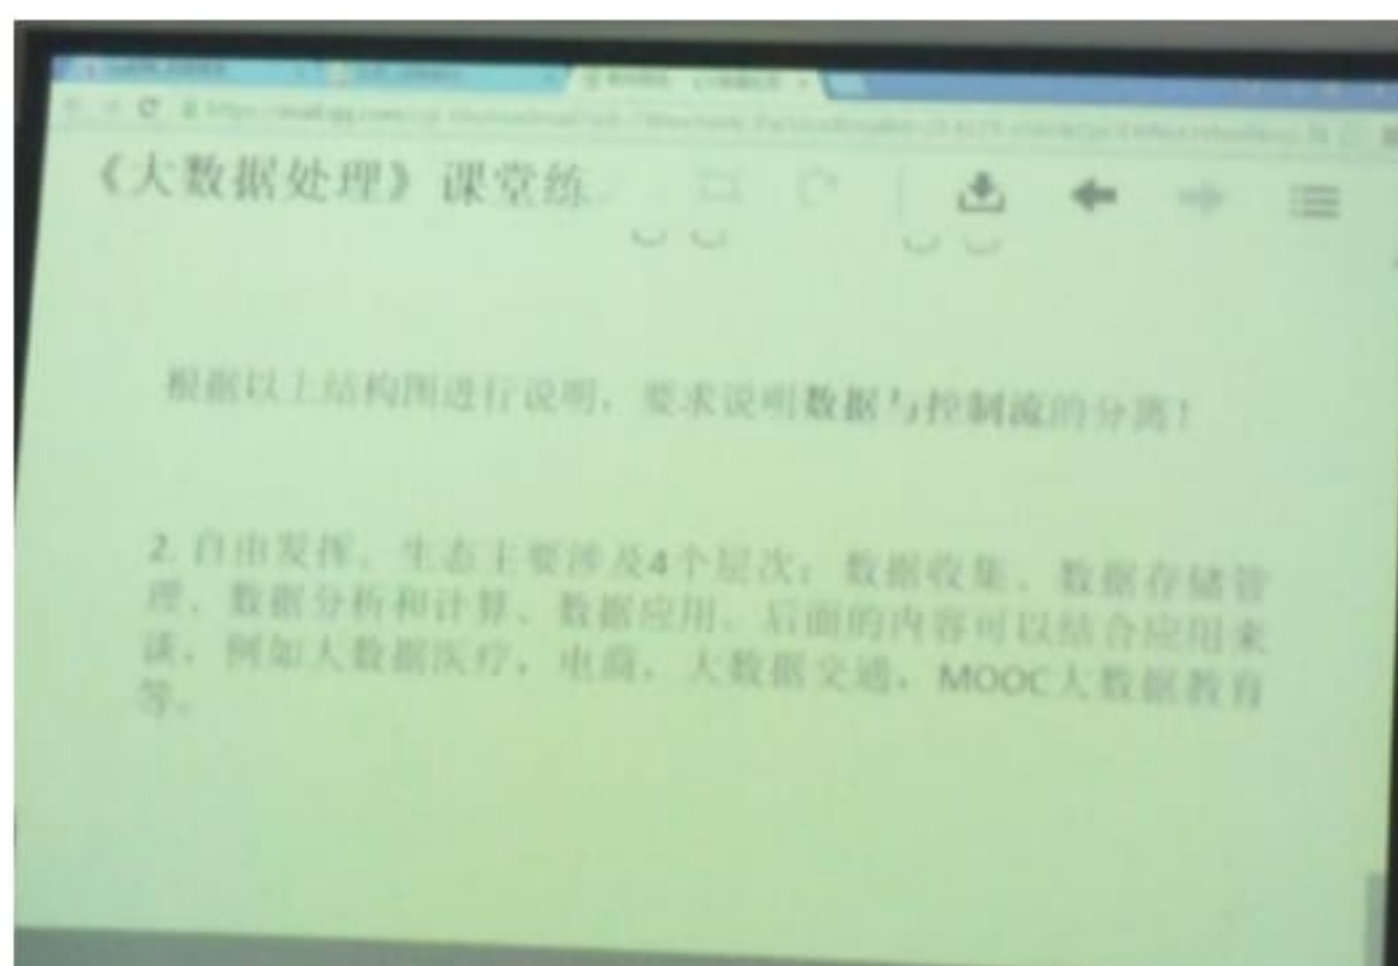 《大数据处理》课堂练
根据以上结构图进行说明，要求说明数据与控制流的分离！
2. 自由发挥，生态主要涉及4个层次：数据收集、数据存储管
理、数据分析和计算、数据应用。后面的内容可以结合应用来
谈，例如大数据医疗，电商，大数据交通，MOOC大数据教育
等。